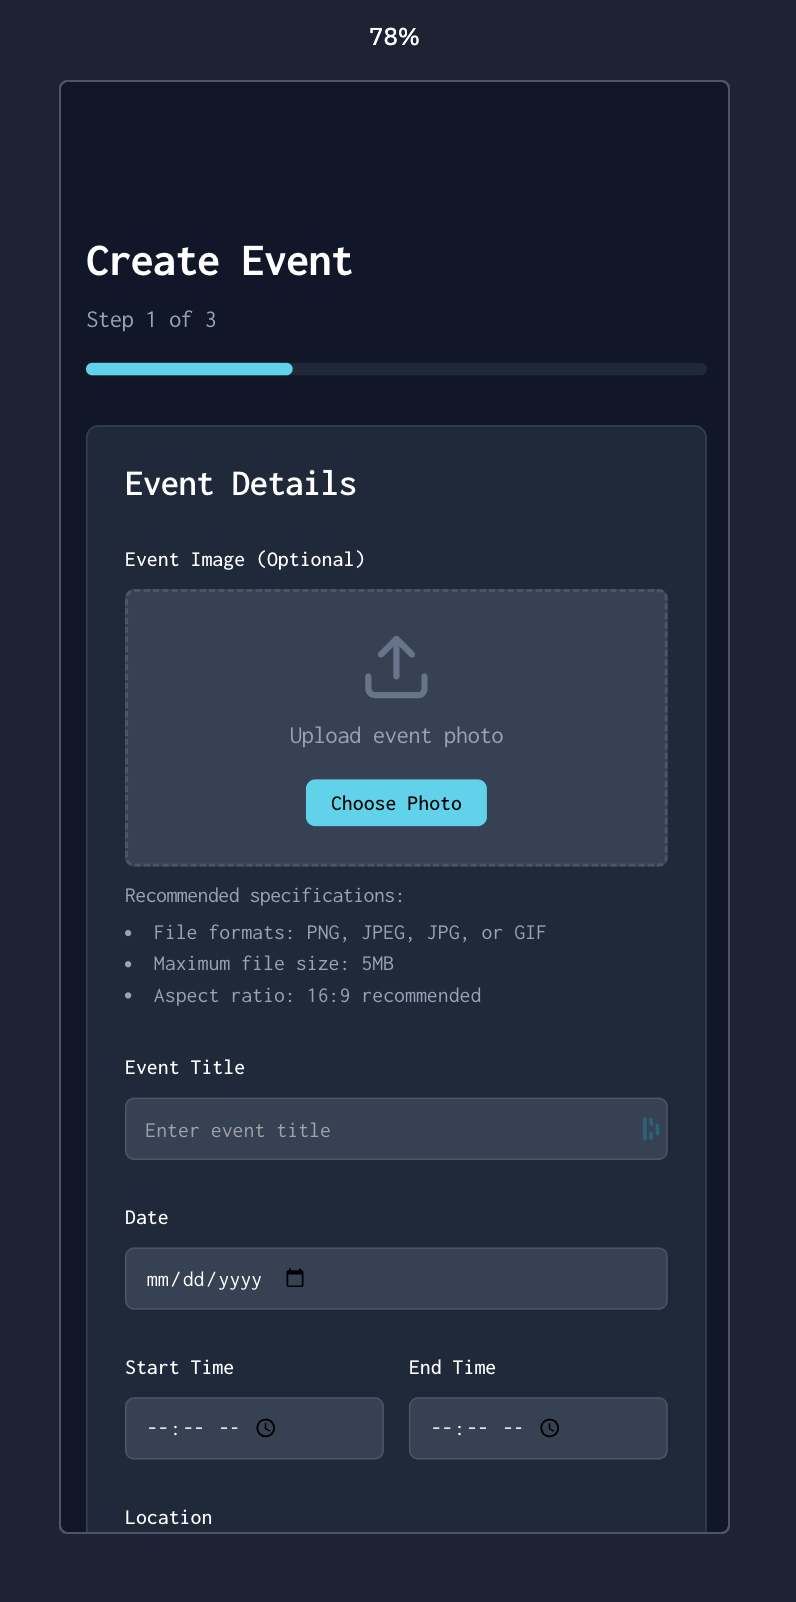 78%
Create Event
Step 1 of 3
Event Details
Event Image (Optional)
Upload event photo
Choose Photo
Recommended specifications:
• File formats: PNG, JPEG, JPG, or GIF
• Maximum file size: 5MB
• Aspect ratio: 16:9 recommended
Event Title
Enter event title
Date
mm/dd/yyyy
Start Time End Time
--:-- -- --:-- --
Location